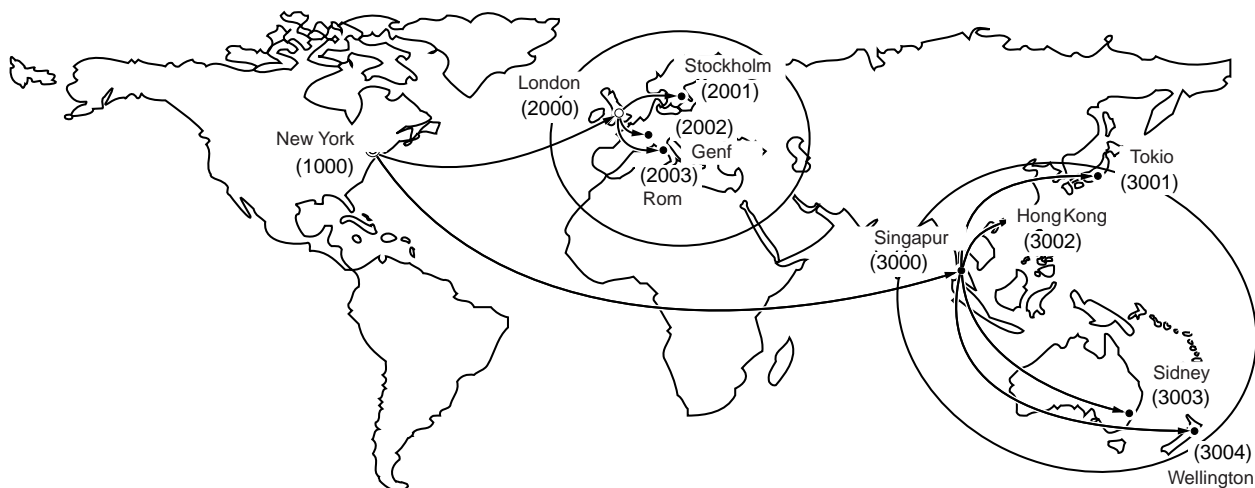 New York
(1000)
London
(2000)
Stockholm
(2001)
(2002)
Genf
(2003)
Rom
Singapur
(3000)
Tokio
(3001)
Hong Kong
(3002)
Sidney
(3003)
(3004)
Wellington